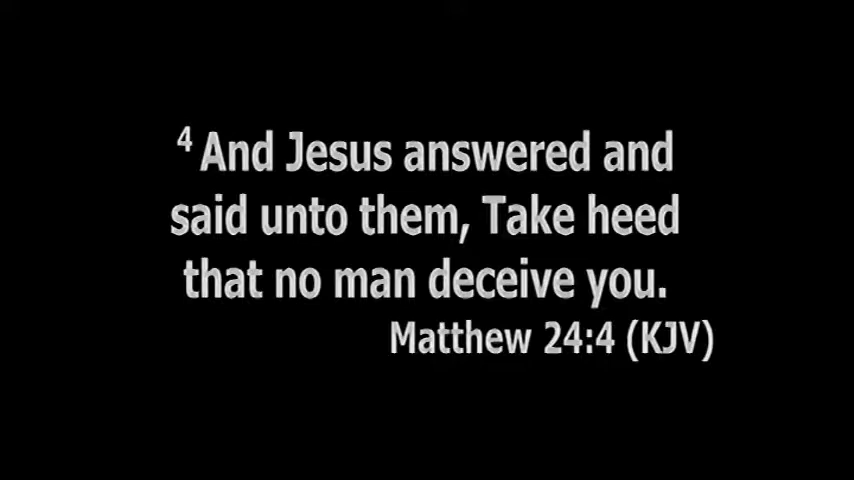 4 And Jesus answered and
said unto them, Take heed
that no man deceive you.
Matthew 24:4 (KJV)